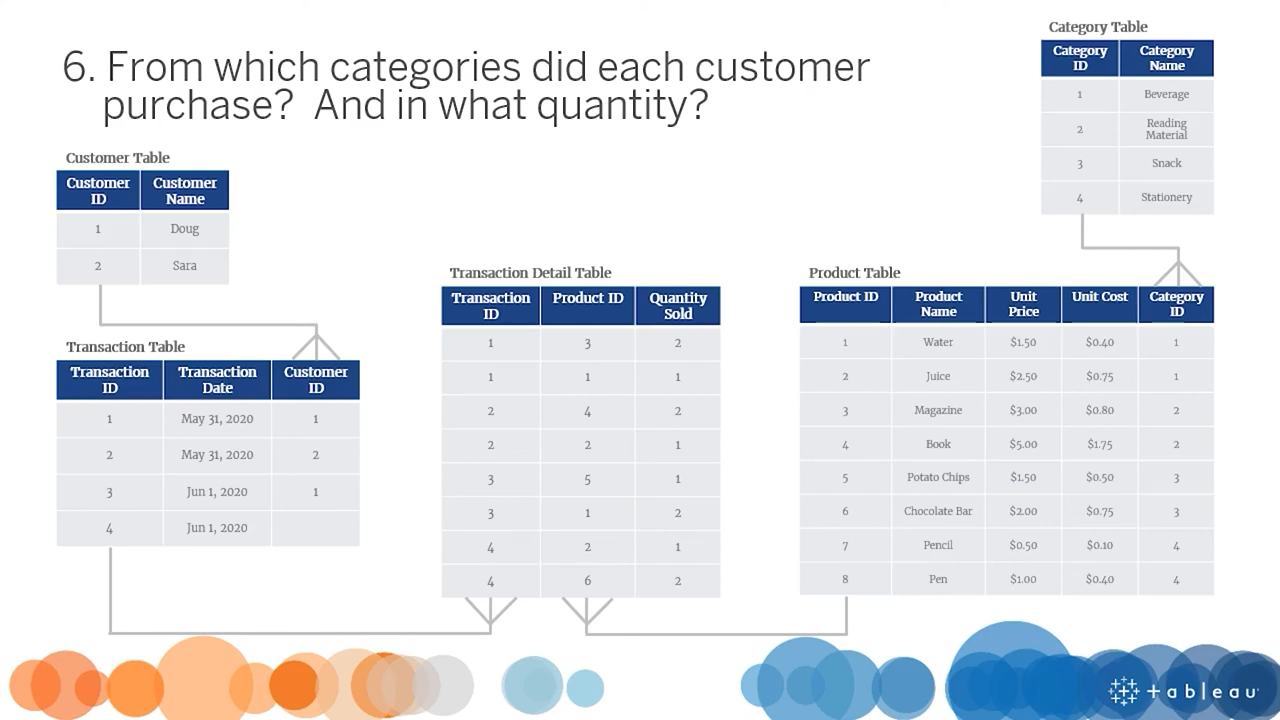 6. From which categories did each customer
purchase? And in what quantity?
Category Table
Category ID Category Name
1 Beverage
2 Reading Material
3 Snack
4 Stationery
Customer Table
Customer ID Customer Name
1 Doug
2 Sara
Transaction Table
Transaction ID Transaction Date Customer ID
1 May 31, 2020 1
2 May 31, 2020 2
3 Jun 1, 2020 1
4 Jun 1, 2020
Transaction Detail Table
Transaction ID Product ID Quantity Sold
1 3 2
1 1 1
2 4 2
2 2 1
3 5 1
3 1 2
4 2 1
4 6 2
Product Table
Product ID Product Name Unit Price Unit Cost Category ID
1 Water $1.50 $0.40 1
2 Juice $2.50 $0.75 1
3 Magazine $3.00 $0.80 2
4 Book $5.00 $1.75 2
5 Potato Chips $1.50 $0.50 3
6 Chocolate Bar $2.00 $0.75 3
7 Pencil $0.50 $0.10 4
8 Pen $1.00 $0.40 4
tableau